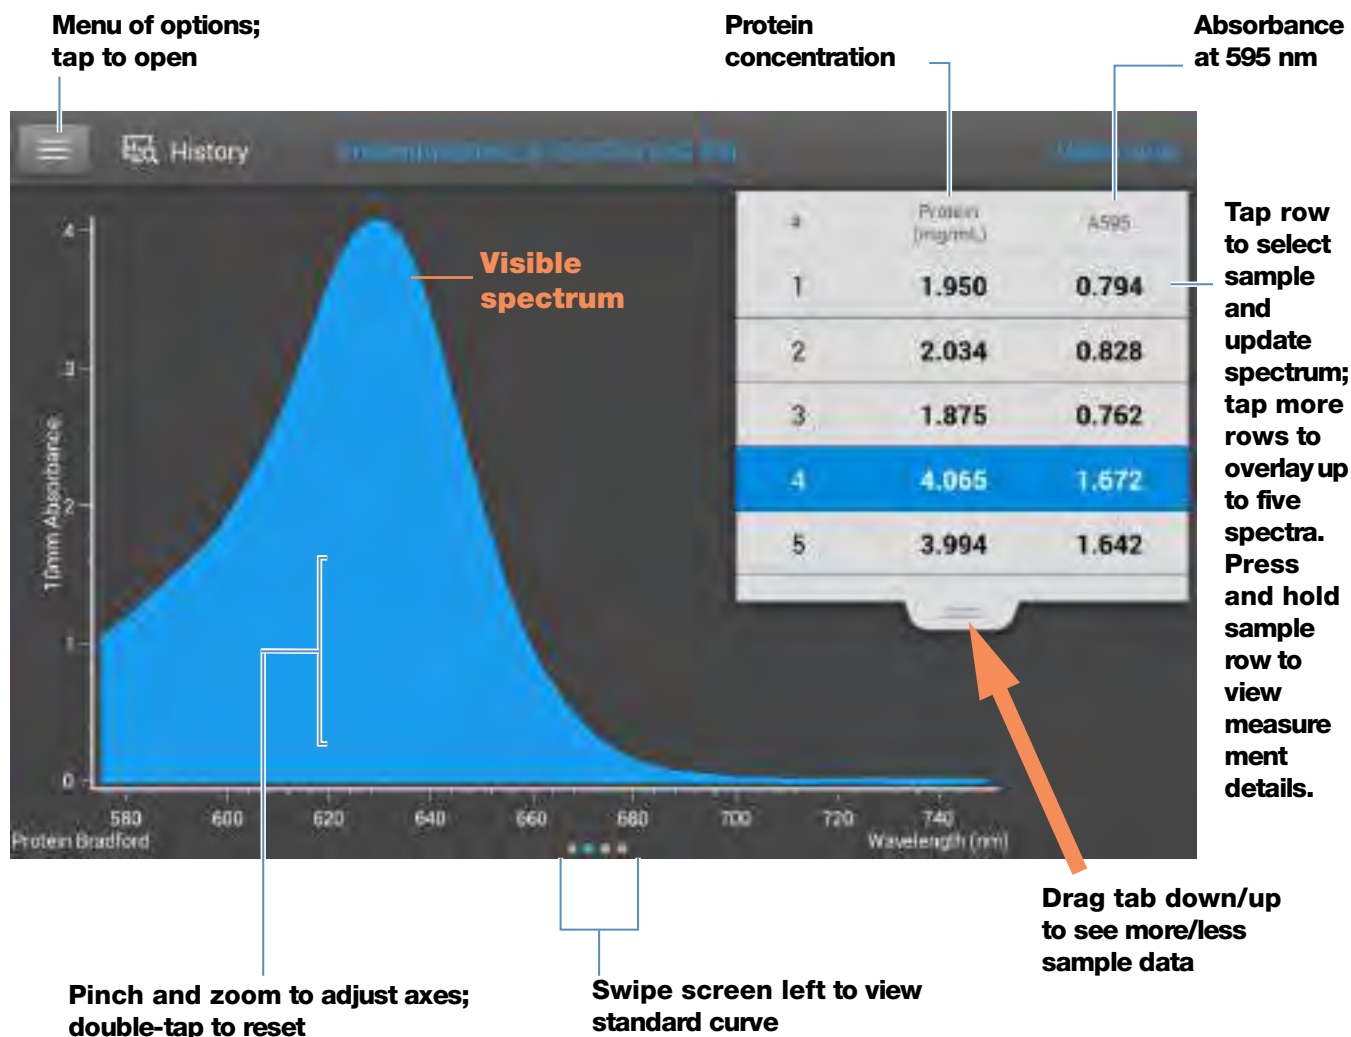 Menu of options;
tap to open
Protein
concentration
Absorbance
at 595 nm
History
# Protein (mg/mL) A595
1 1.950 0.794
2 2.034 0.828
3 1.875 0.762
4 4.065 1.672
5 3.994 1.642
Visible
spectrum
Tap row
to select
sample
and
update
spectrum;
tap more
rows to
overlay up
to five
spectra.
Press
and hold
sample
row to
view
measure
ment
details.
10mm Absorbance
4
3
2
1
0
580 600 620 640 660 680 700 720 740
Protein Bradford
Wavelength (nm)
Drag tab down/up
to see more/less
sample data
Pinch and zoom to adjust axes;
double-tap to reset
Swipe screen left to view
standard curve